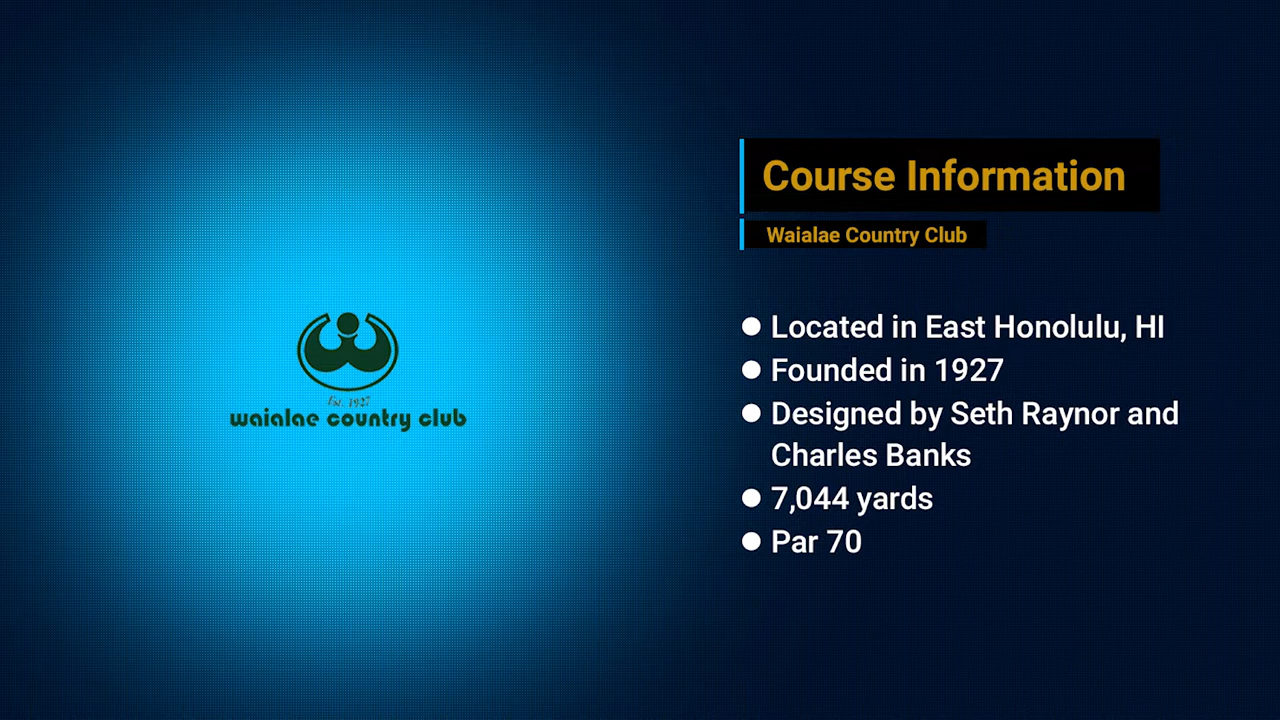 Course Information
Waialae Country Club
Located in East Honolulu, HI
Founded in 1927
Designed by Seth Raynor and
Charles Banks
7,044 yards
Par 70
Est. 1927
waialae country club